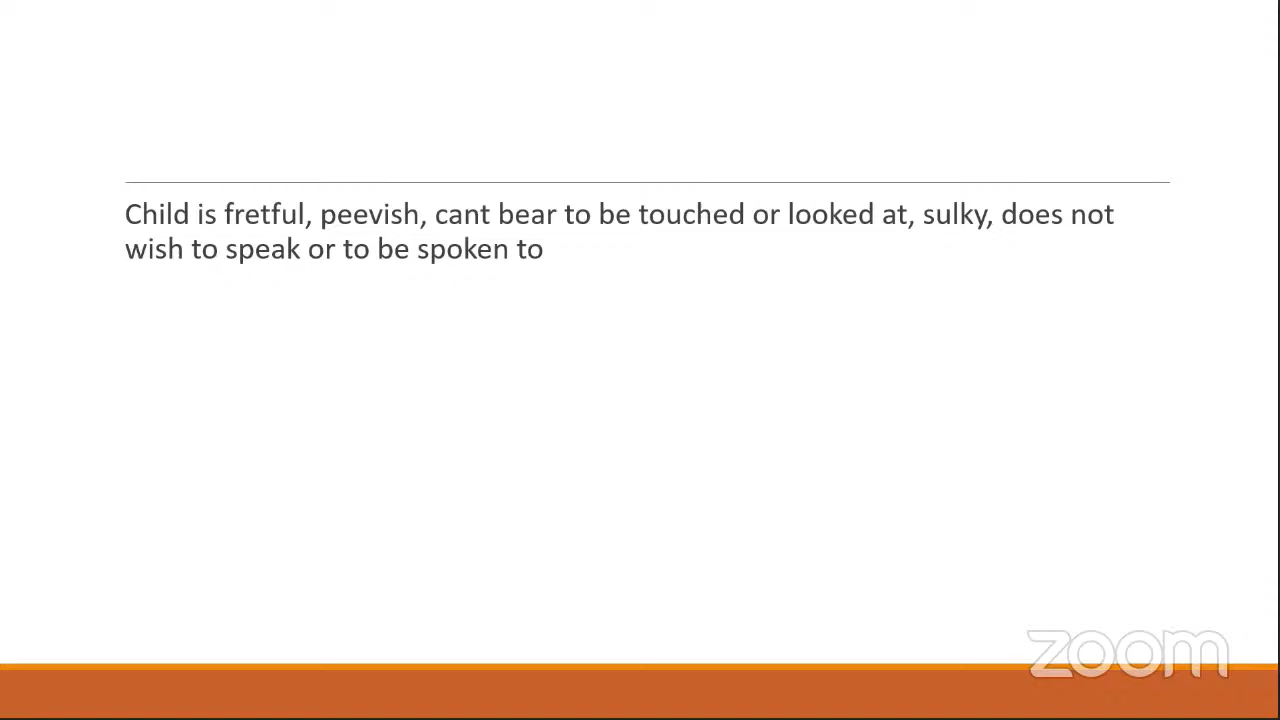 Child is fretful, peevish, cant bear to be touched or looked at, sulky, does not
wish to speak or to be spoken to
zoom